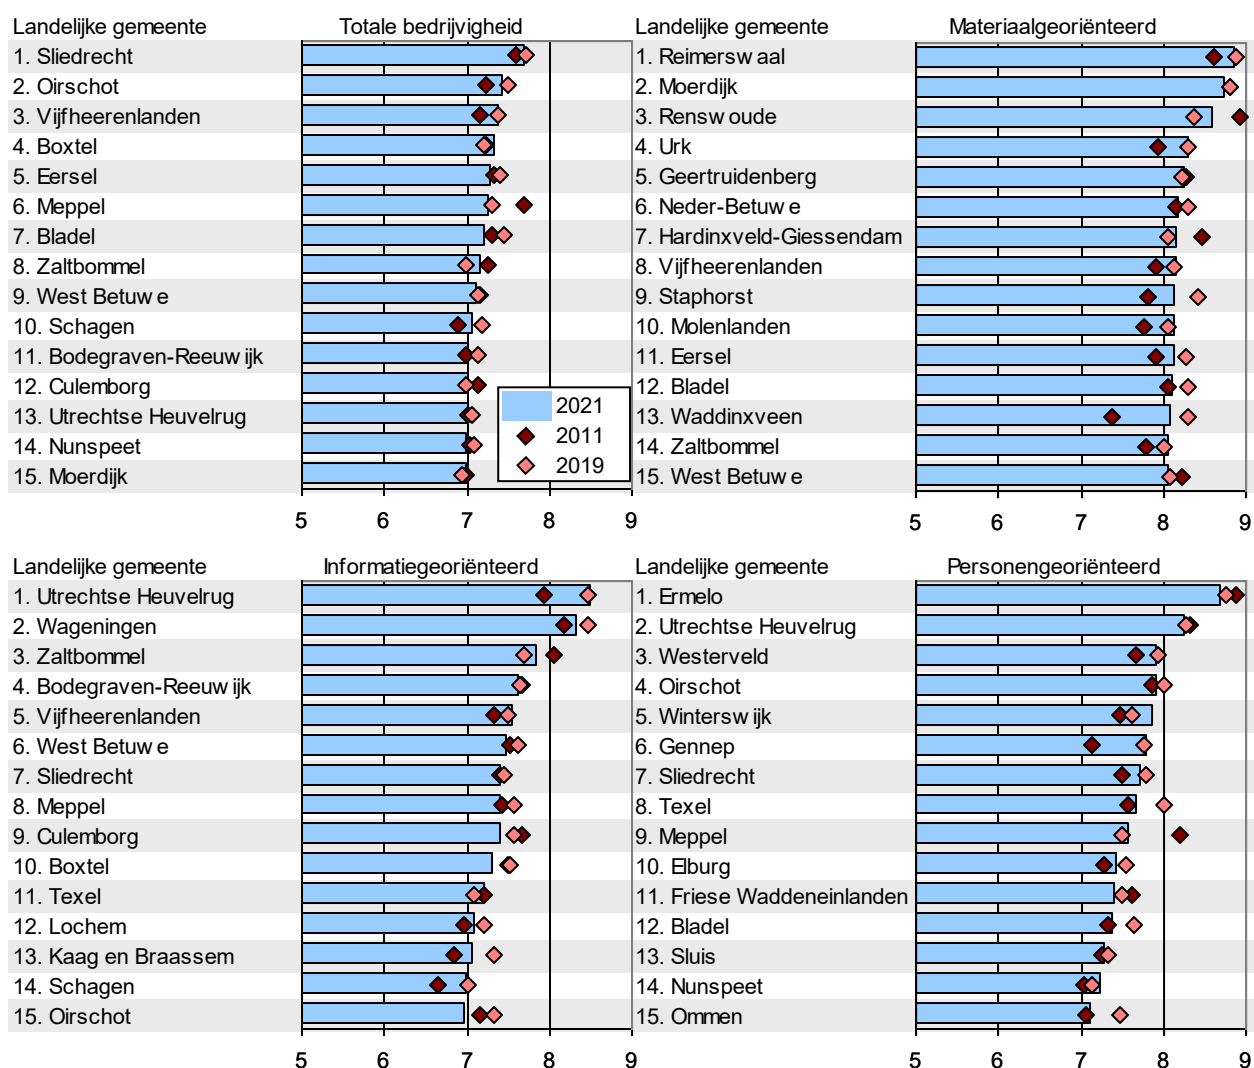 Landelijke gemeente Totale bedrijvigheid
1. Sliedrecht
2. Oirschot
3. Vijfheerenlanden
4. Boxtel
5. Eersel
6. Meppel
7. Bladel
8. Zaltbommel
9. West Betuwe
10. Schagen
11. Bodegraven-Reeuwijk
12. Culemborg
13. Utrechtse Heuvelrug
14. Nunspeet
15. Moerdijk
2021
2011
2019
5 6 7 8 9
Landelijke gemeente Materiaalgeoriënteerd
1. Reimerswaal
2. Moerdijk
3. Renswoude
4. Urk
5. Geertruidenberg
6. Neder-Betuwe
7. Hardinxveld-Giessendam
8. Vijfheerenlanden
9. Staphorst
10. Molenlanden
11. Eersel
12. Bladel
13. Waddinxveen
14. Zaltbommel
15. West Betuwe
5 6 7 8 9
Landelijke gemeente Informatiegeoriënteerd
1. Utrechtse Heuvelrug
2. Wageningen
3. Zaltbommel
4. Bodegraven-Reeuwijk
5. Vijfheerenlanden
6. West Betuwe
7. Sliedrecht
8. Meppel
9. Culemborg
10. Boxtel
11. Texel
12. Lochem
13. Kaag en Braassem
14. Schagen
15. Oirschot
5 6 7 8 9
Landelijke gemeente Personengeoriënteerd
1. Ermelo
2. Utrechtse Heuvelrug
3. Westerveld
4. Oirschot
5. Winterswijk
6. Gennep
7. Sliedrecht
8. Texel
9. Meppel
10. Elburg
11. Friese Waddeneinlanden
12. Bladel
13. Sluis
14. Nunspeet
15. Ommen
5 6 7 8 9